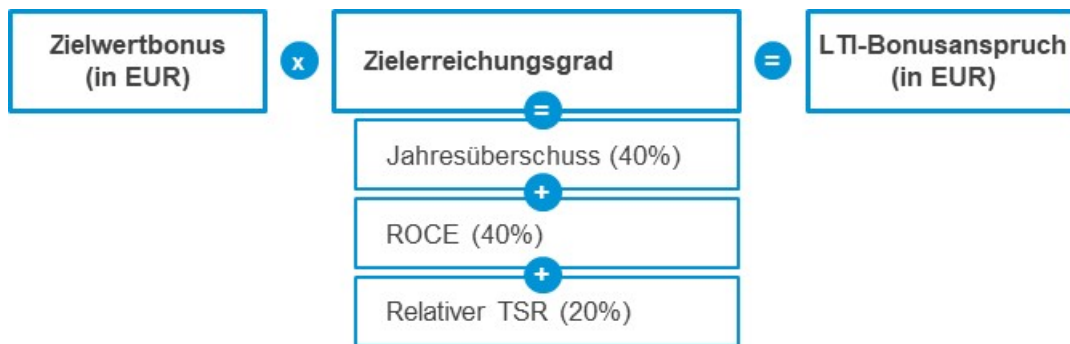 Zielwertbonus
(in EUR)
x
Zielerreichungsgrad
=
LTI-Bonusanspruch
(in EUR)
=
Jahresüberschuss (40%)
+
ROCE (40%)
+
Relativer TSR (20%)